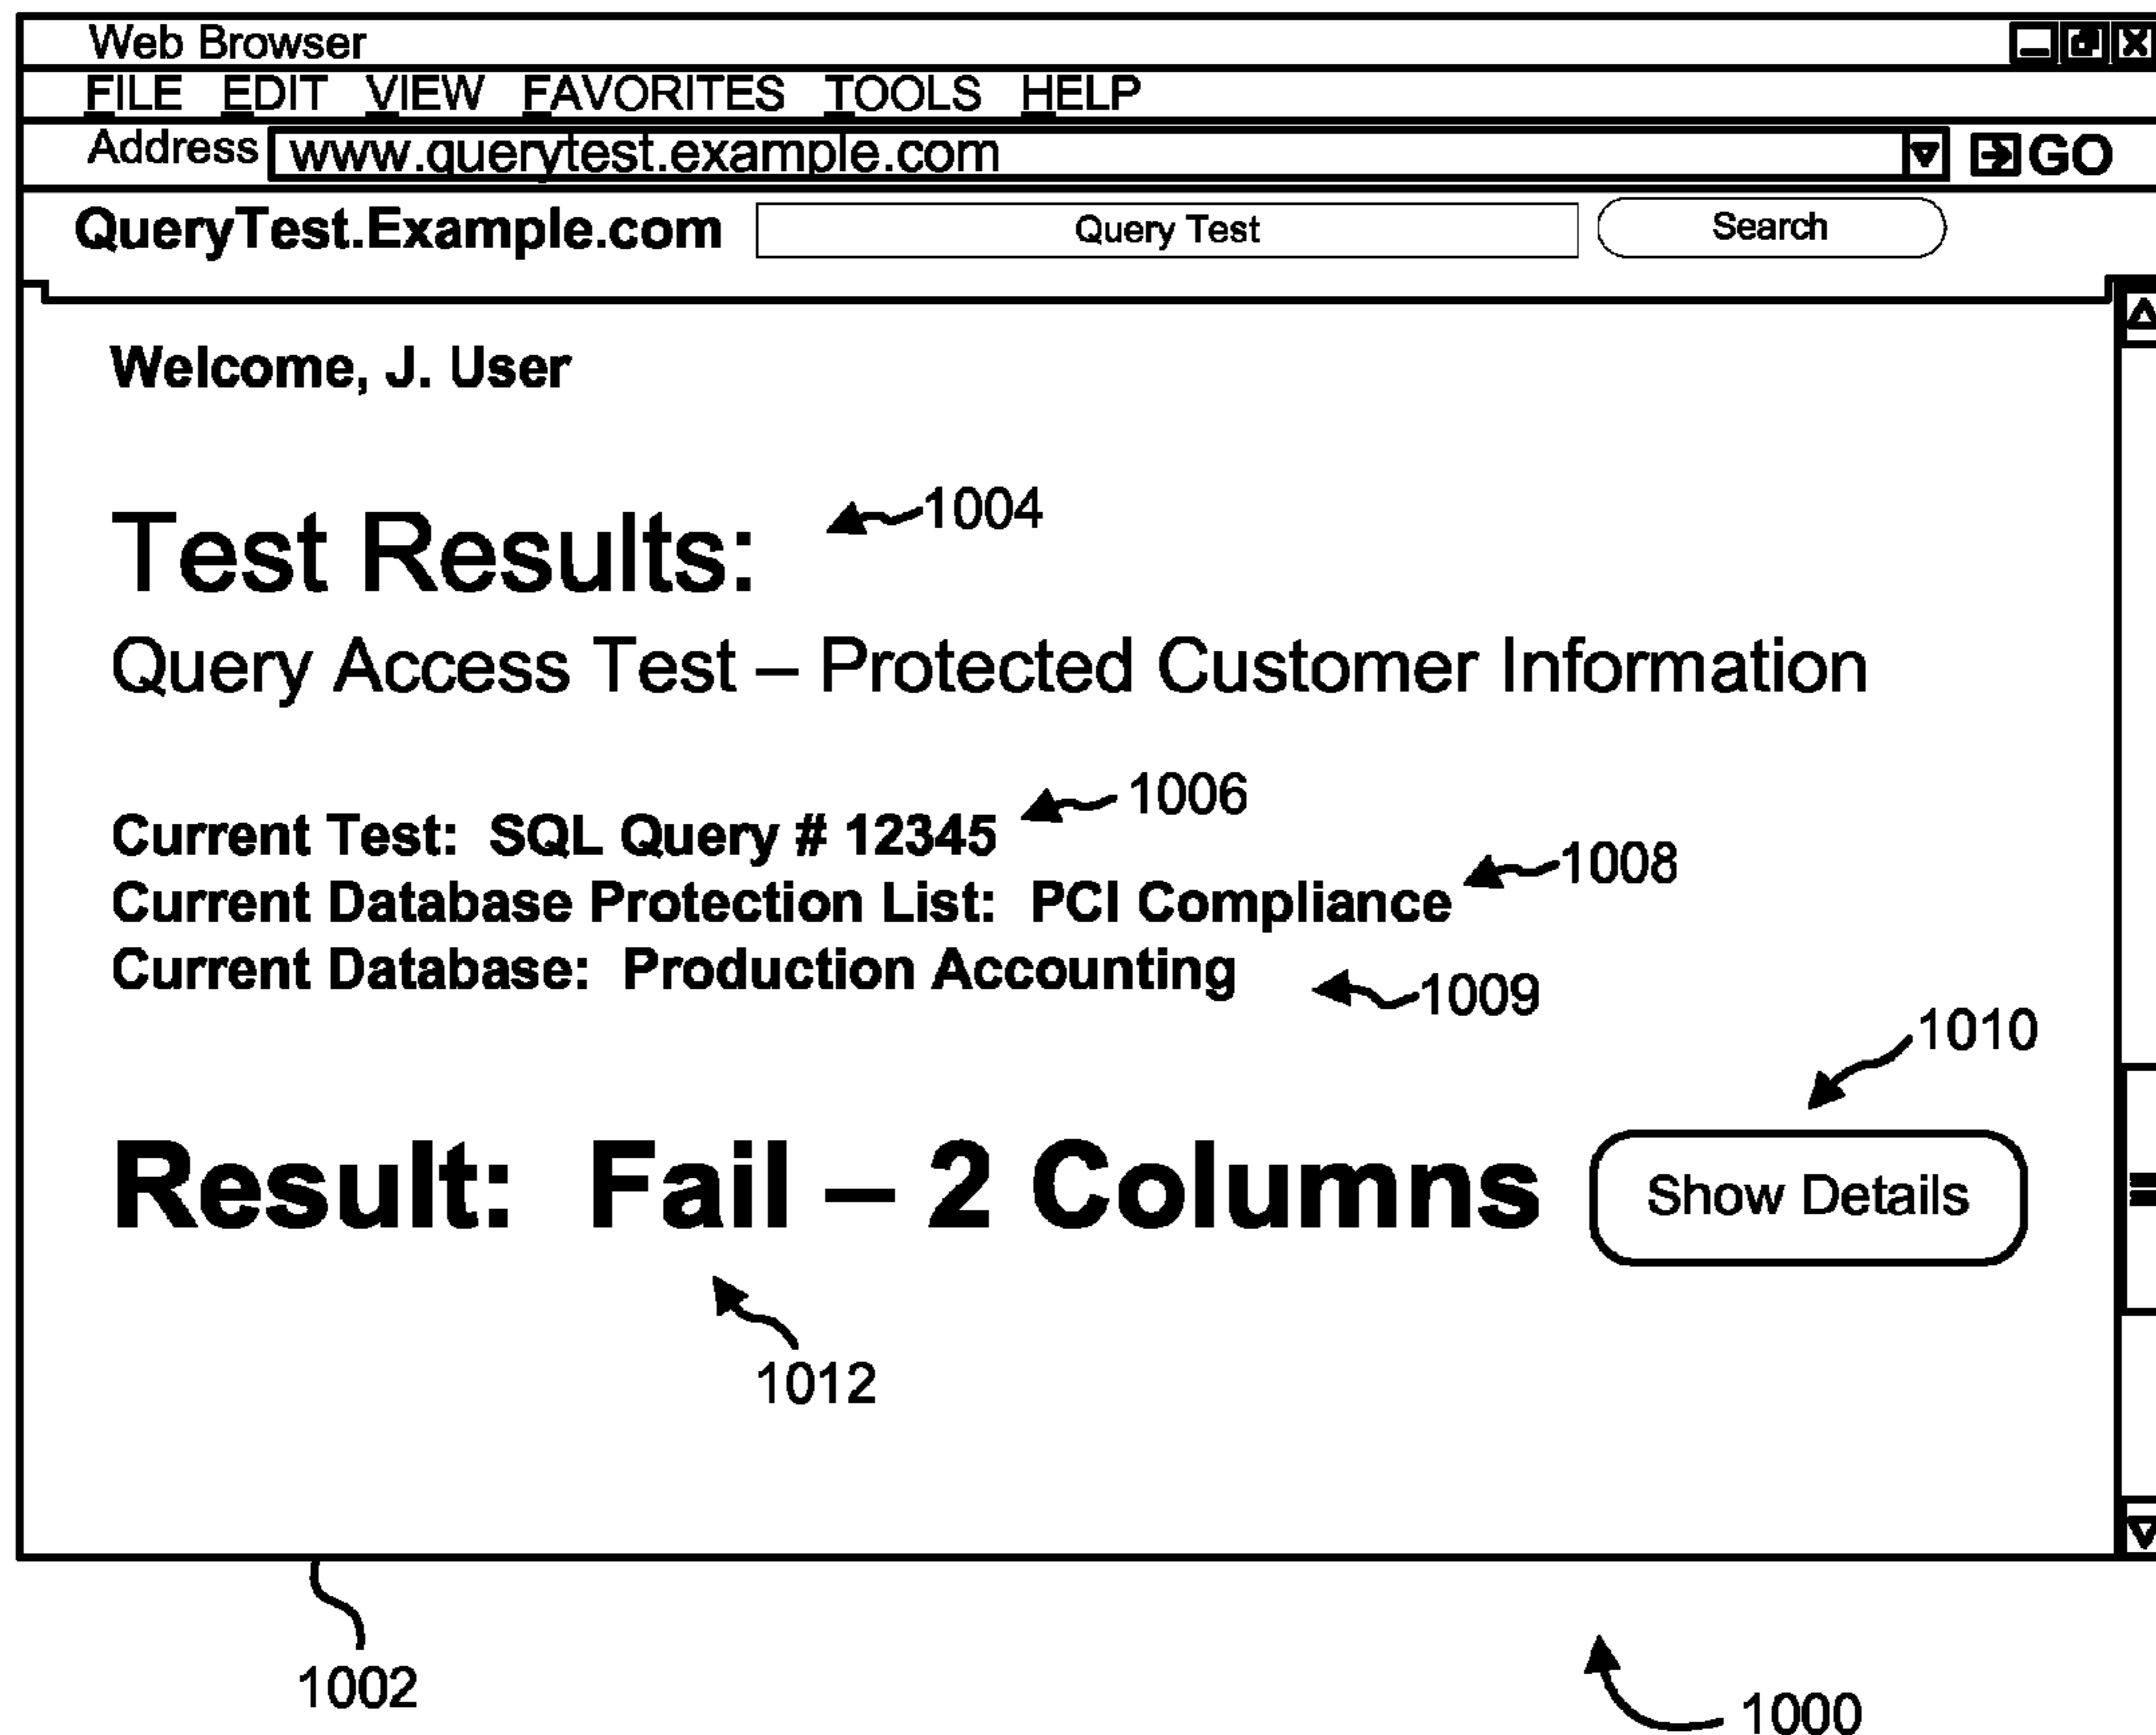 Web Browser
FILE EDIT VIEW FAVORITES TOOLS HELP
Address www.querytest.example.com GO
QueryTest.Example.com Query Test Search
Welcome, J. User
1004
Test Results:
Query Access Test – Protected Customer Information
1006
Current Test: SQL Query # 12345
1008
Current Database Protection List: PCI Compliance
Current Database: Production Accounting
1009
1010
Result: Fail – 2 Columns Show Details
1012
1002
1000